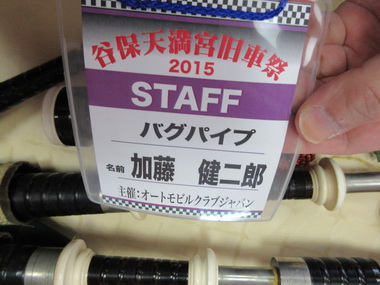 谷保天満宮旧車祭
2015
STAFF
バグパイプ
名前 加藤 健二郎
主催:オートモビルクラブジャパン